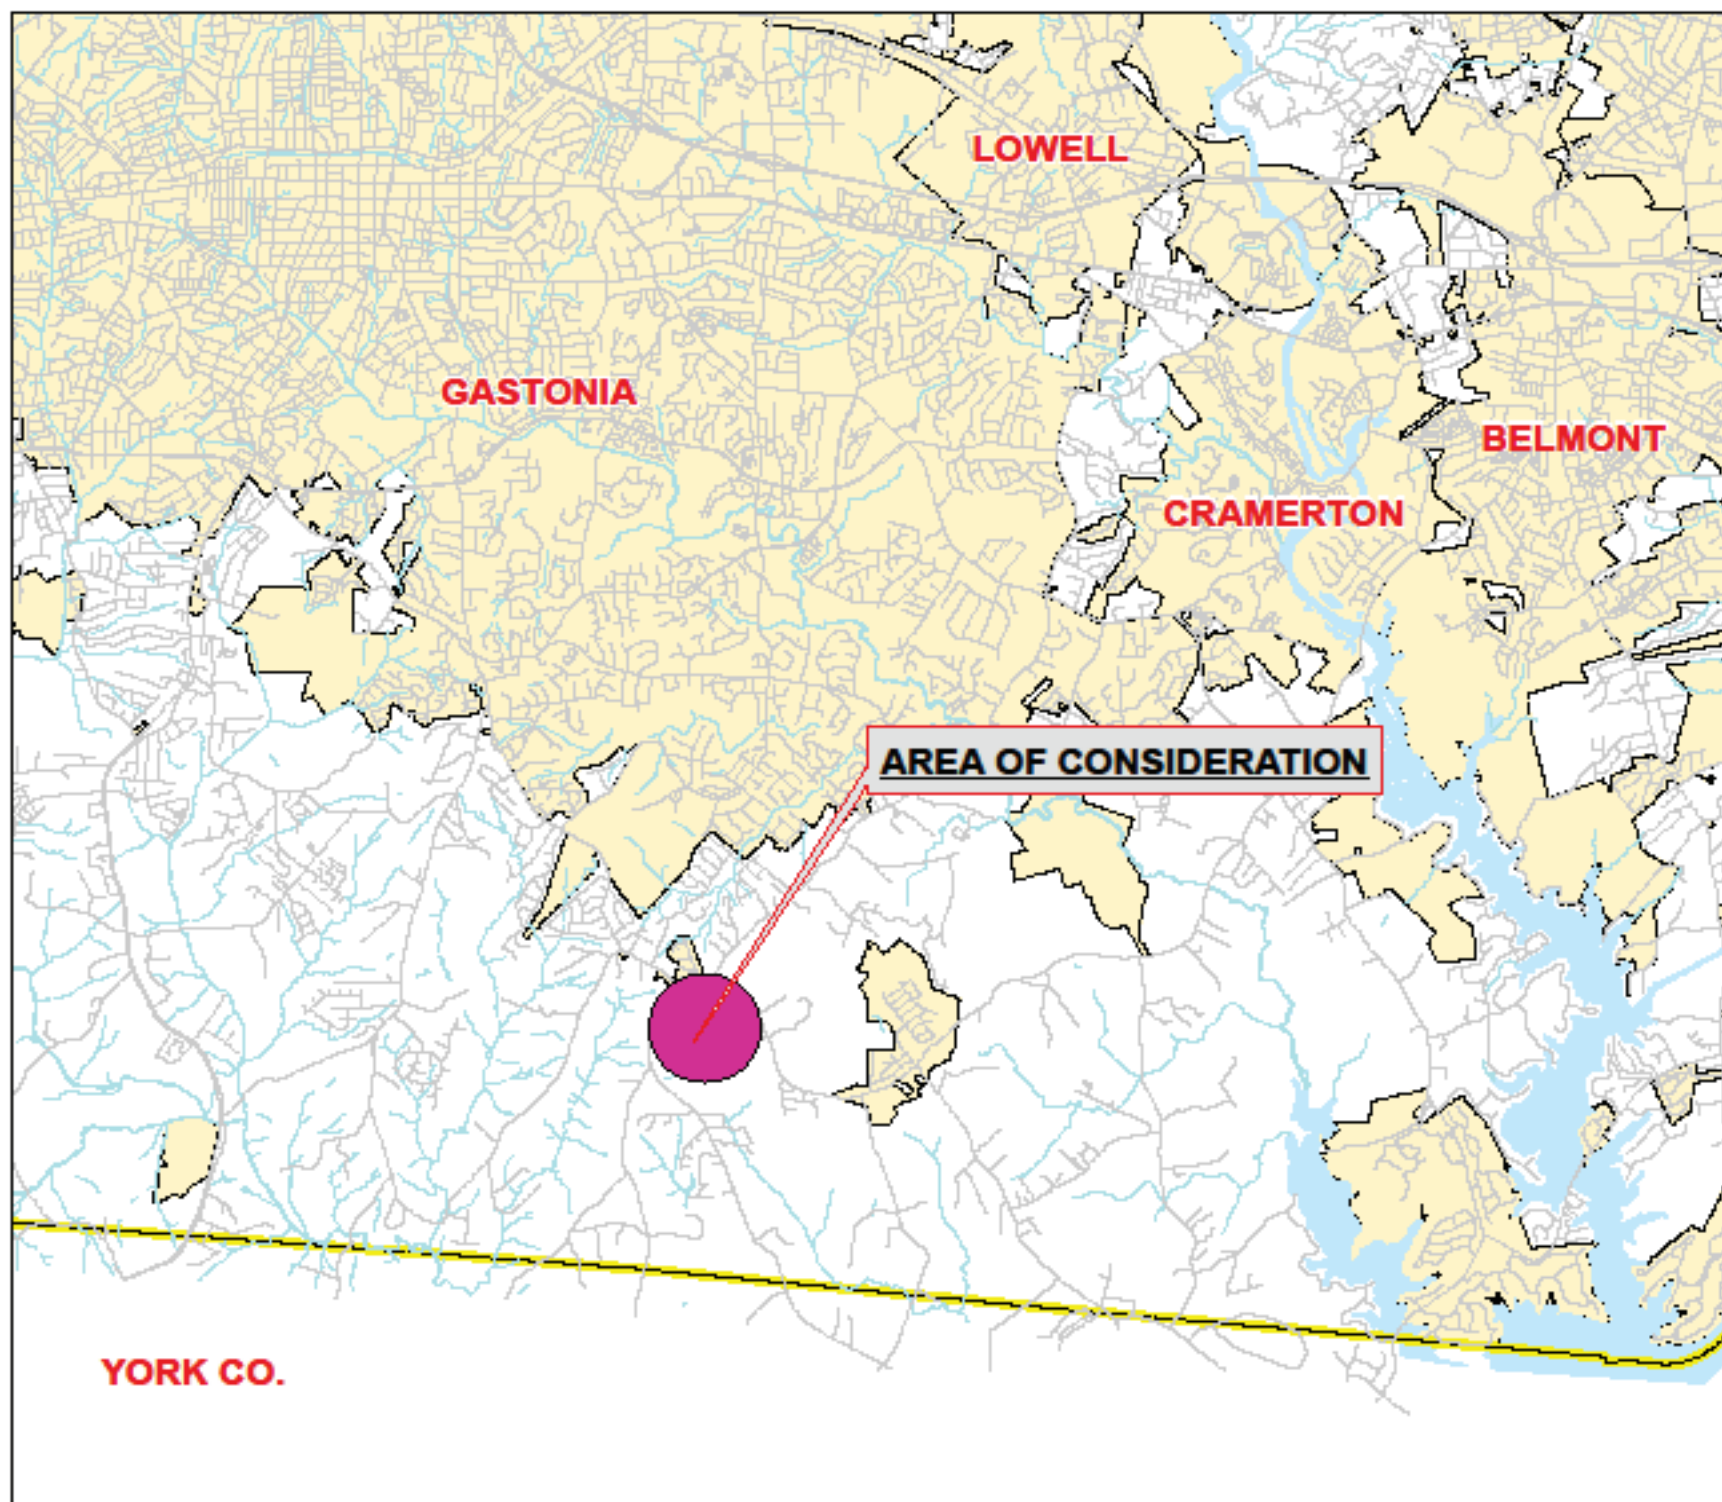 LOWELL
GASTONIA
BELMONT
CRAMERTON
AREA OF CONSIDERATION
YORK CO.